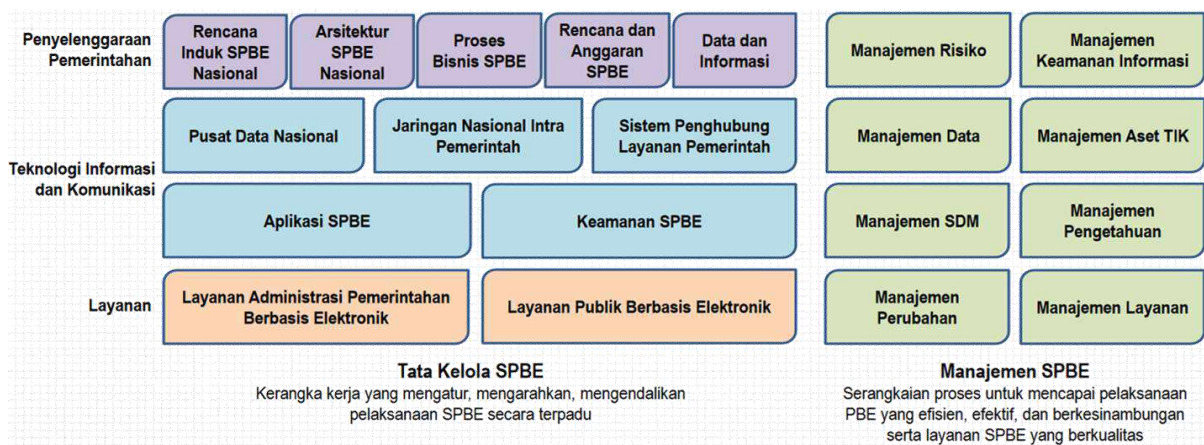 Penyelenggaraan
Pemerintahan
Rencana
Induk SPBE
Nasional
Arsitektur
SPBE
Nasional
Proses
Bisnis SPBE
Rencana dan
Anggaran
SPBE
Data dan
Informasi
Manajemen Risiko
Manajemen
Keamanan Informasi
Teknologi Informasi
dan Komunikasi
Pusat Data Nasional
Jaringan Nasional Intra
Pemerintah
Sistem Penghubung
Layanan Pemerintah
Manajemen Data
Manajemen Aset TIK
Aplikasi SPBE
Keamanan SPBE
Manajemen SDM
Manajemen
Pengetahuan
Layanan
Layanan Administrasi Pemerintahan
Berbasis Elektronik
Layanan Publik Berbasis Elektronik
Manajemen
Perubahan
Manajemen Layanan
Tata Kelola SPBE
Kerangka kerja yang mengatur, mengarahkan, mengendalikan
pelaksanaan SPBE secara terpadu
Manajemen SPBE
Serangkaian proses untuk mencapai pelaksanaan
PBE yang efisien, efektif, dan berkesinambungan
serta layanan SPBE yang berkualitas